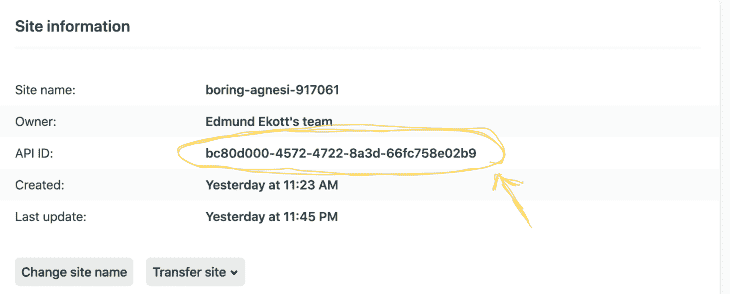 Site information
Site name: boring-agnesi-917061
Owner: Edmund Ekott's team
API ID: bc80d000-4572-4722-8a3d-66fc758e02b9
Created: Yesterday at 11:23 AM
Last update: Yesterday at 11:45 PM
Change site name Transfer site